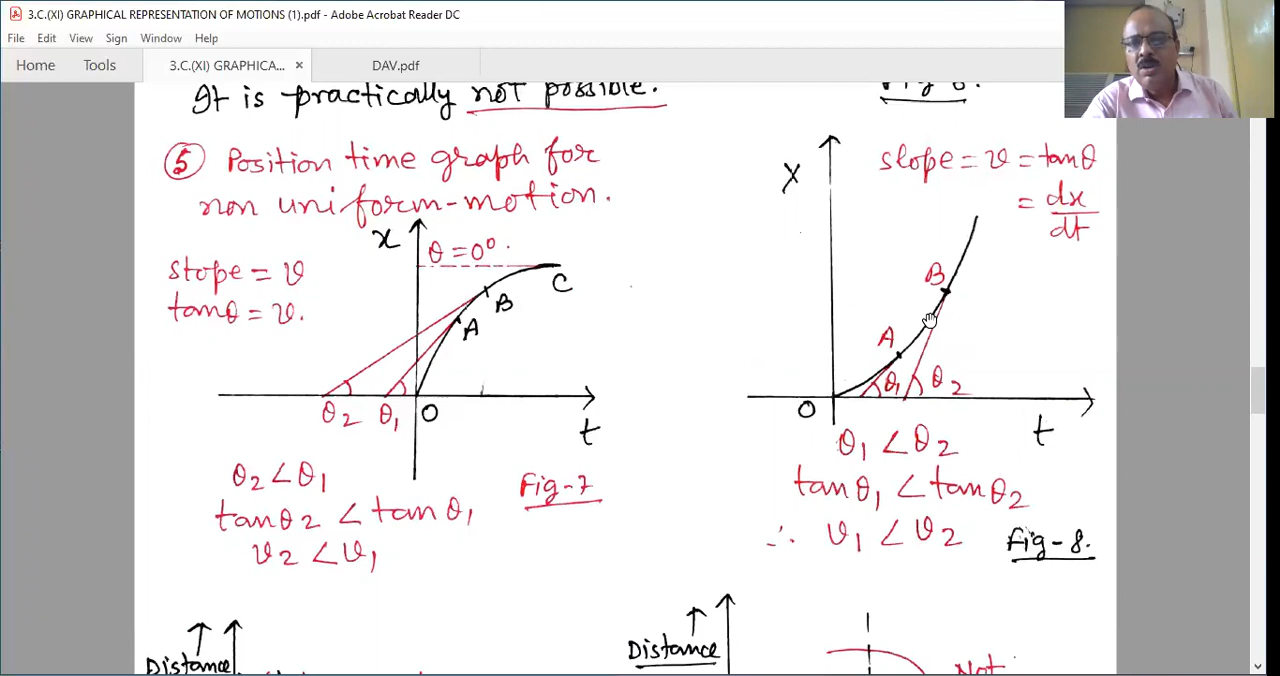 3.C.(XI) GRAPHICAL REPRESENTATION OF MOTIONS (1).pdf - Adobe Acrobat Reader DC
File Edit View Sign Window Help
Home Tools 3.C.(XI) GRAPHICA... × DAV.pdf
It is practically not possible.
Fig 6.
⑤ Position time graph for
non uniform-motion.
x
θ = 0°.
slope = v
tanθ = v.
C
B
A
θ2 θ1 O
t
θ2 < θ1
tanθ2 < tanθ1
v2 < v1
Fig-7
X
slope = v = tanθ
= dx
dt
B
A
θ1 θ2
O
t
θ1 < θ2
tanθ1 < tanθ2
∴ v1 < v2
Fig-8.
Distance
Distance
Not